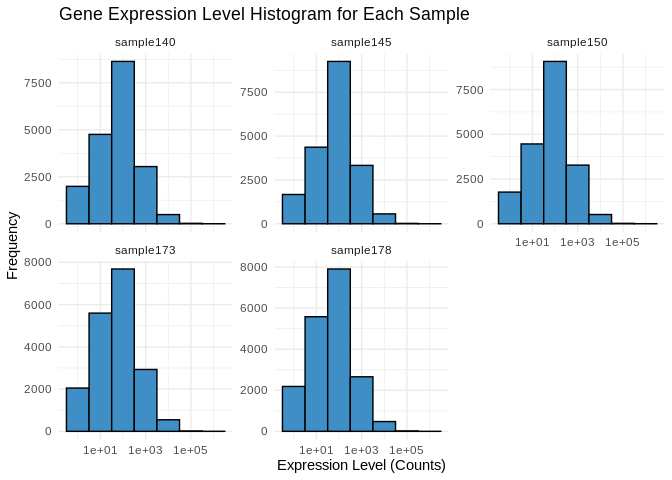 Gene Expression Level Histogram for Each Sample
sample140
sample145
sample150
7500
5000
2500
0
7500
5000
2500
0
7500
5000
2500
0
1e+01 1e+03 1e+05
Frequency
sample173
sample178
8000
6000
4000
2000
0
8000
6000
4000
2000
0
1e+01 1e+03 1e+05
1e+01 1e+03 1e+05
Expression Level (Counts)